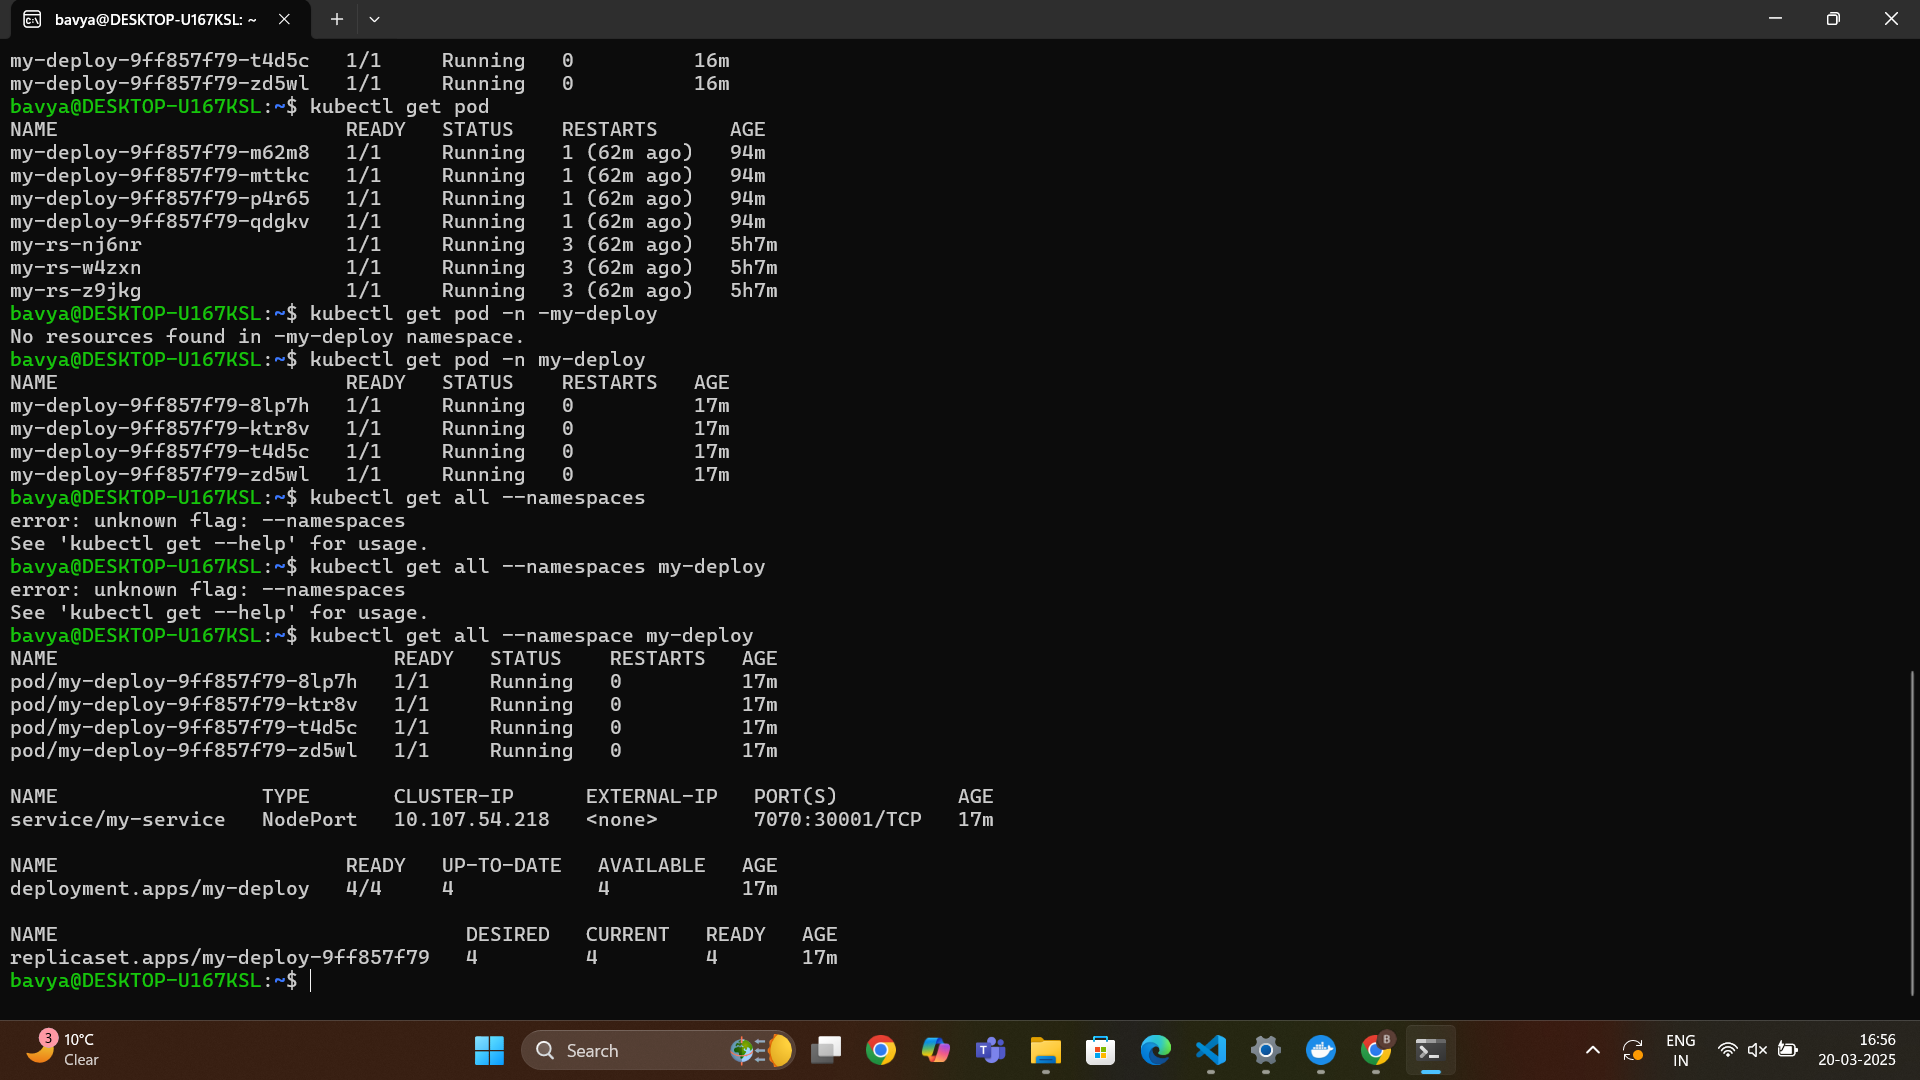 bavya@DESKTOP-U167KSL: ~
my-deploy-9ff857f79-t4d5c   1/1     Running   0          16m
my-deploy-9ff857f79-zd5wl   1/1     Running   0          16m
bavya@DESKTOP-U167KSL:~$ kubectl get pod
NAME                        READY   STATUS    RESTARTS      AGE
my-deploy-9ff857f79-m62m8   1/1     Running   1 (62m ago)   94m
my-deploy-9ff857f79-mttkc   1/1     Running   1 (62m ago)   94m
my-deploy-9ff857f79-p4r65   1/1     Running   1 (62m ago)   94m
my-deploy-9ff857f79-qdgkv   1/1     Running   1 (62m ago)   94m
my-rs-nj6nr                 1/1     Running   3 (62m ago)   5h7m
my-rs-w4zxn                 1/1     Running   3 (62m ago)   5h7m
my-rs-z9jkg                 1/1     Running   3 (62m ago)   5h7m
bavya@DESKTOP-U167KSL:~$ kubectl get pod -n -my-deploy
No resources found in -my-deploy namespace.
bavya@DESKTOP-U167KSL:~$ kubectl get pod -n my-deploy
NAME                        READY   STATUS    RESTARTS   AGE
my-deploy-9ff857f79-8lp7h   1/1     Running   0          17m
my-deploy-9ff857f79-ktr8v   1/1     Running   0          17m
my-deploy-9ff857f79-t4d5c   1/1     Running   0          17m
my-deploy-9ff857f79-zd5wl   1/1     Running   0          17m
bavya@DESKTOP-U167KSL:~$ kubectl get all --namespaces
error: unknown flag: --namespaces
See 'kubectl get --help' for usage.
bavya@DESKTOP-U167KSL:~$ kubectl get all --namespaces my-deploy
error: unknown flag: --namespaces
See 'kubectl get --help' for usage.
bavya@DESKTOP-U167KSL:~$ kubectl get all --namespace my-deploy
NAME                            READY   STATUS    RESTARTS   AGE
pod/my-deploy-9ff857f79-8lp7h   1/1     Running   0          17m
pod/my-deploy-9ff857f79-ktr8v   1/1     Running   0          17m
pod/my-deploy-9ff857f79-t4d5c   1/1     Running   0          17m
pod/my-deploy-9ff857f79-zd5wl   1/1     Running   0          17m
NAME                 TYPE       CLUSTER-IP      EXTERNAL-IP   PORT(S)          AGE
service/my-service   NodePort   10.107.54.218   <none>        7070:30001/TCP   17m
NAME                        READY   UP-TO-DATE   AVAILABLE   AGE
deployment.apps/my-deploy   4/4     4            4           17m
NAME                                  DESIRED   CURRENT   READY   AGE
replicaset.apps/my-deploy-9ff857f79   4         4         4       17m
bavya@DESKTOP-U167KSL:~$
3
10°C
Clear
Search
B
ENG
IN
16:56
20-03-2025